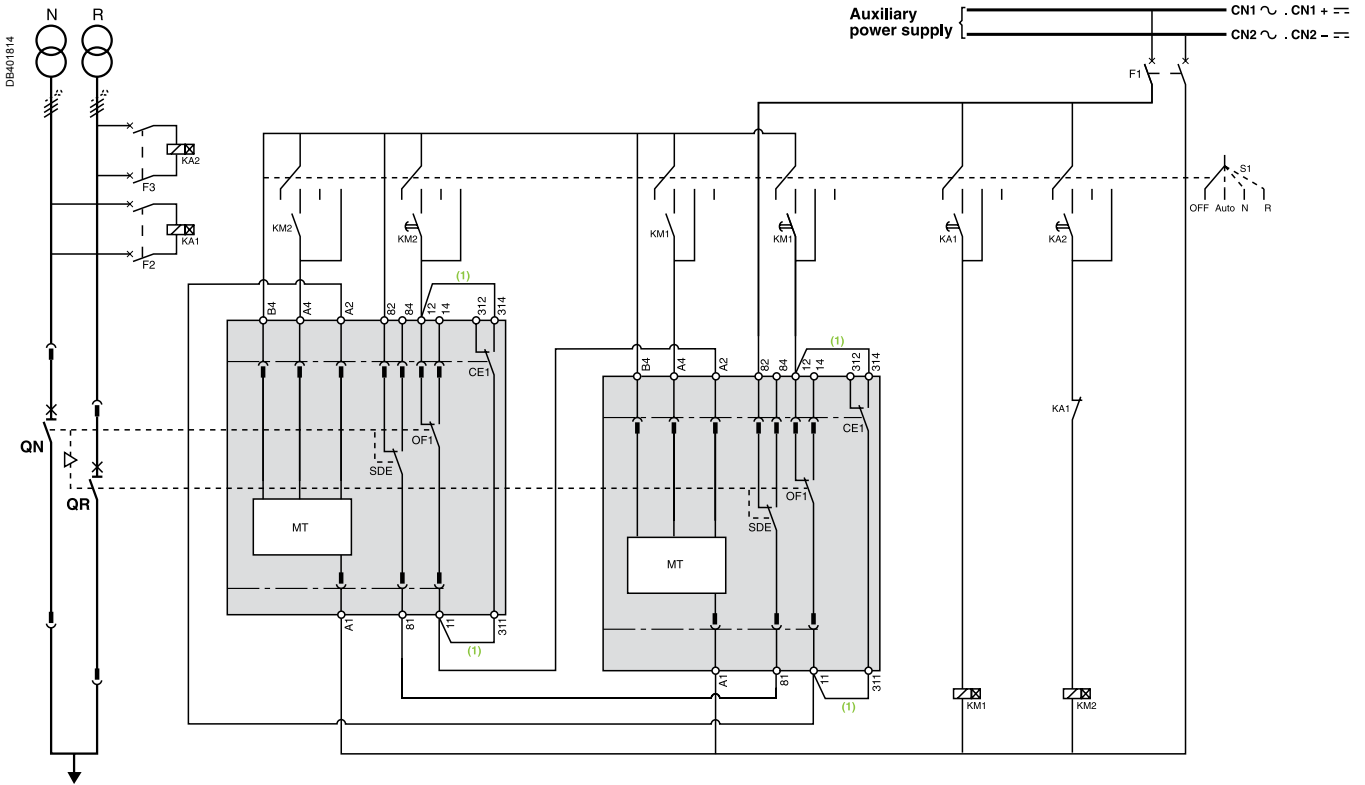 N R
Auxiliary
power supply
CN1 ∿ . CN1 + ⎓
CN2 ∿ . CN2 – ⎓
DB401814
F1
KA2
F3
KA1
F2
S1
OFF Auto N R
KM2 KM2 KM1 KM1 KA1 KA2
(1)
B4 A4 A2 82 84 12 14 312 314
(1)
B4 A4 A2 82 84 12 14 312 314
CE1
CE1
KA1
QN
OF1
SDE
QR
OF1
SDE
MT
MT
A1 81 11 311
(1)
A1 81 11 311
(1)
KM1 KM2